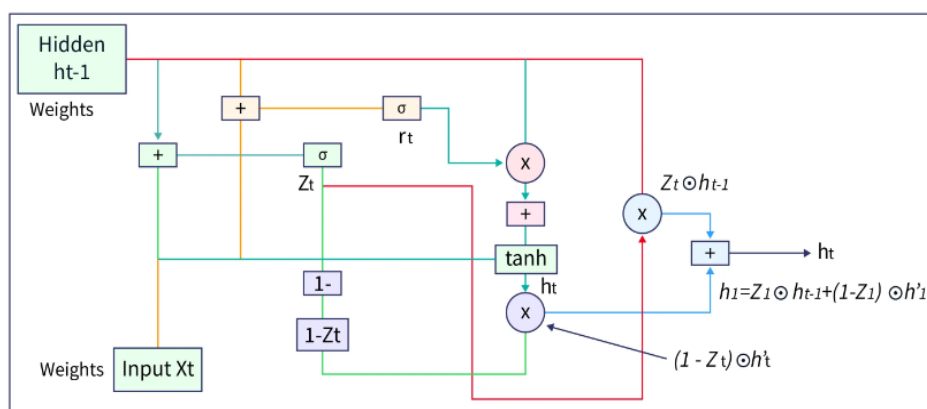 Hidden
ht-1
Weights
+
σ
rt
+
σ
Zt
x
+
tanh
ht
x
1-
1-Zt
Weights
Input Xt
Zt⊙ht-1
x
+
ht
h1=Z1⊙ht-1+(1-Z1)⊙h'1
(1 - Zt)⊙h't